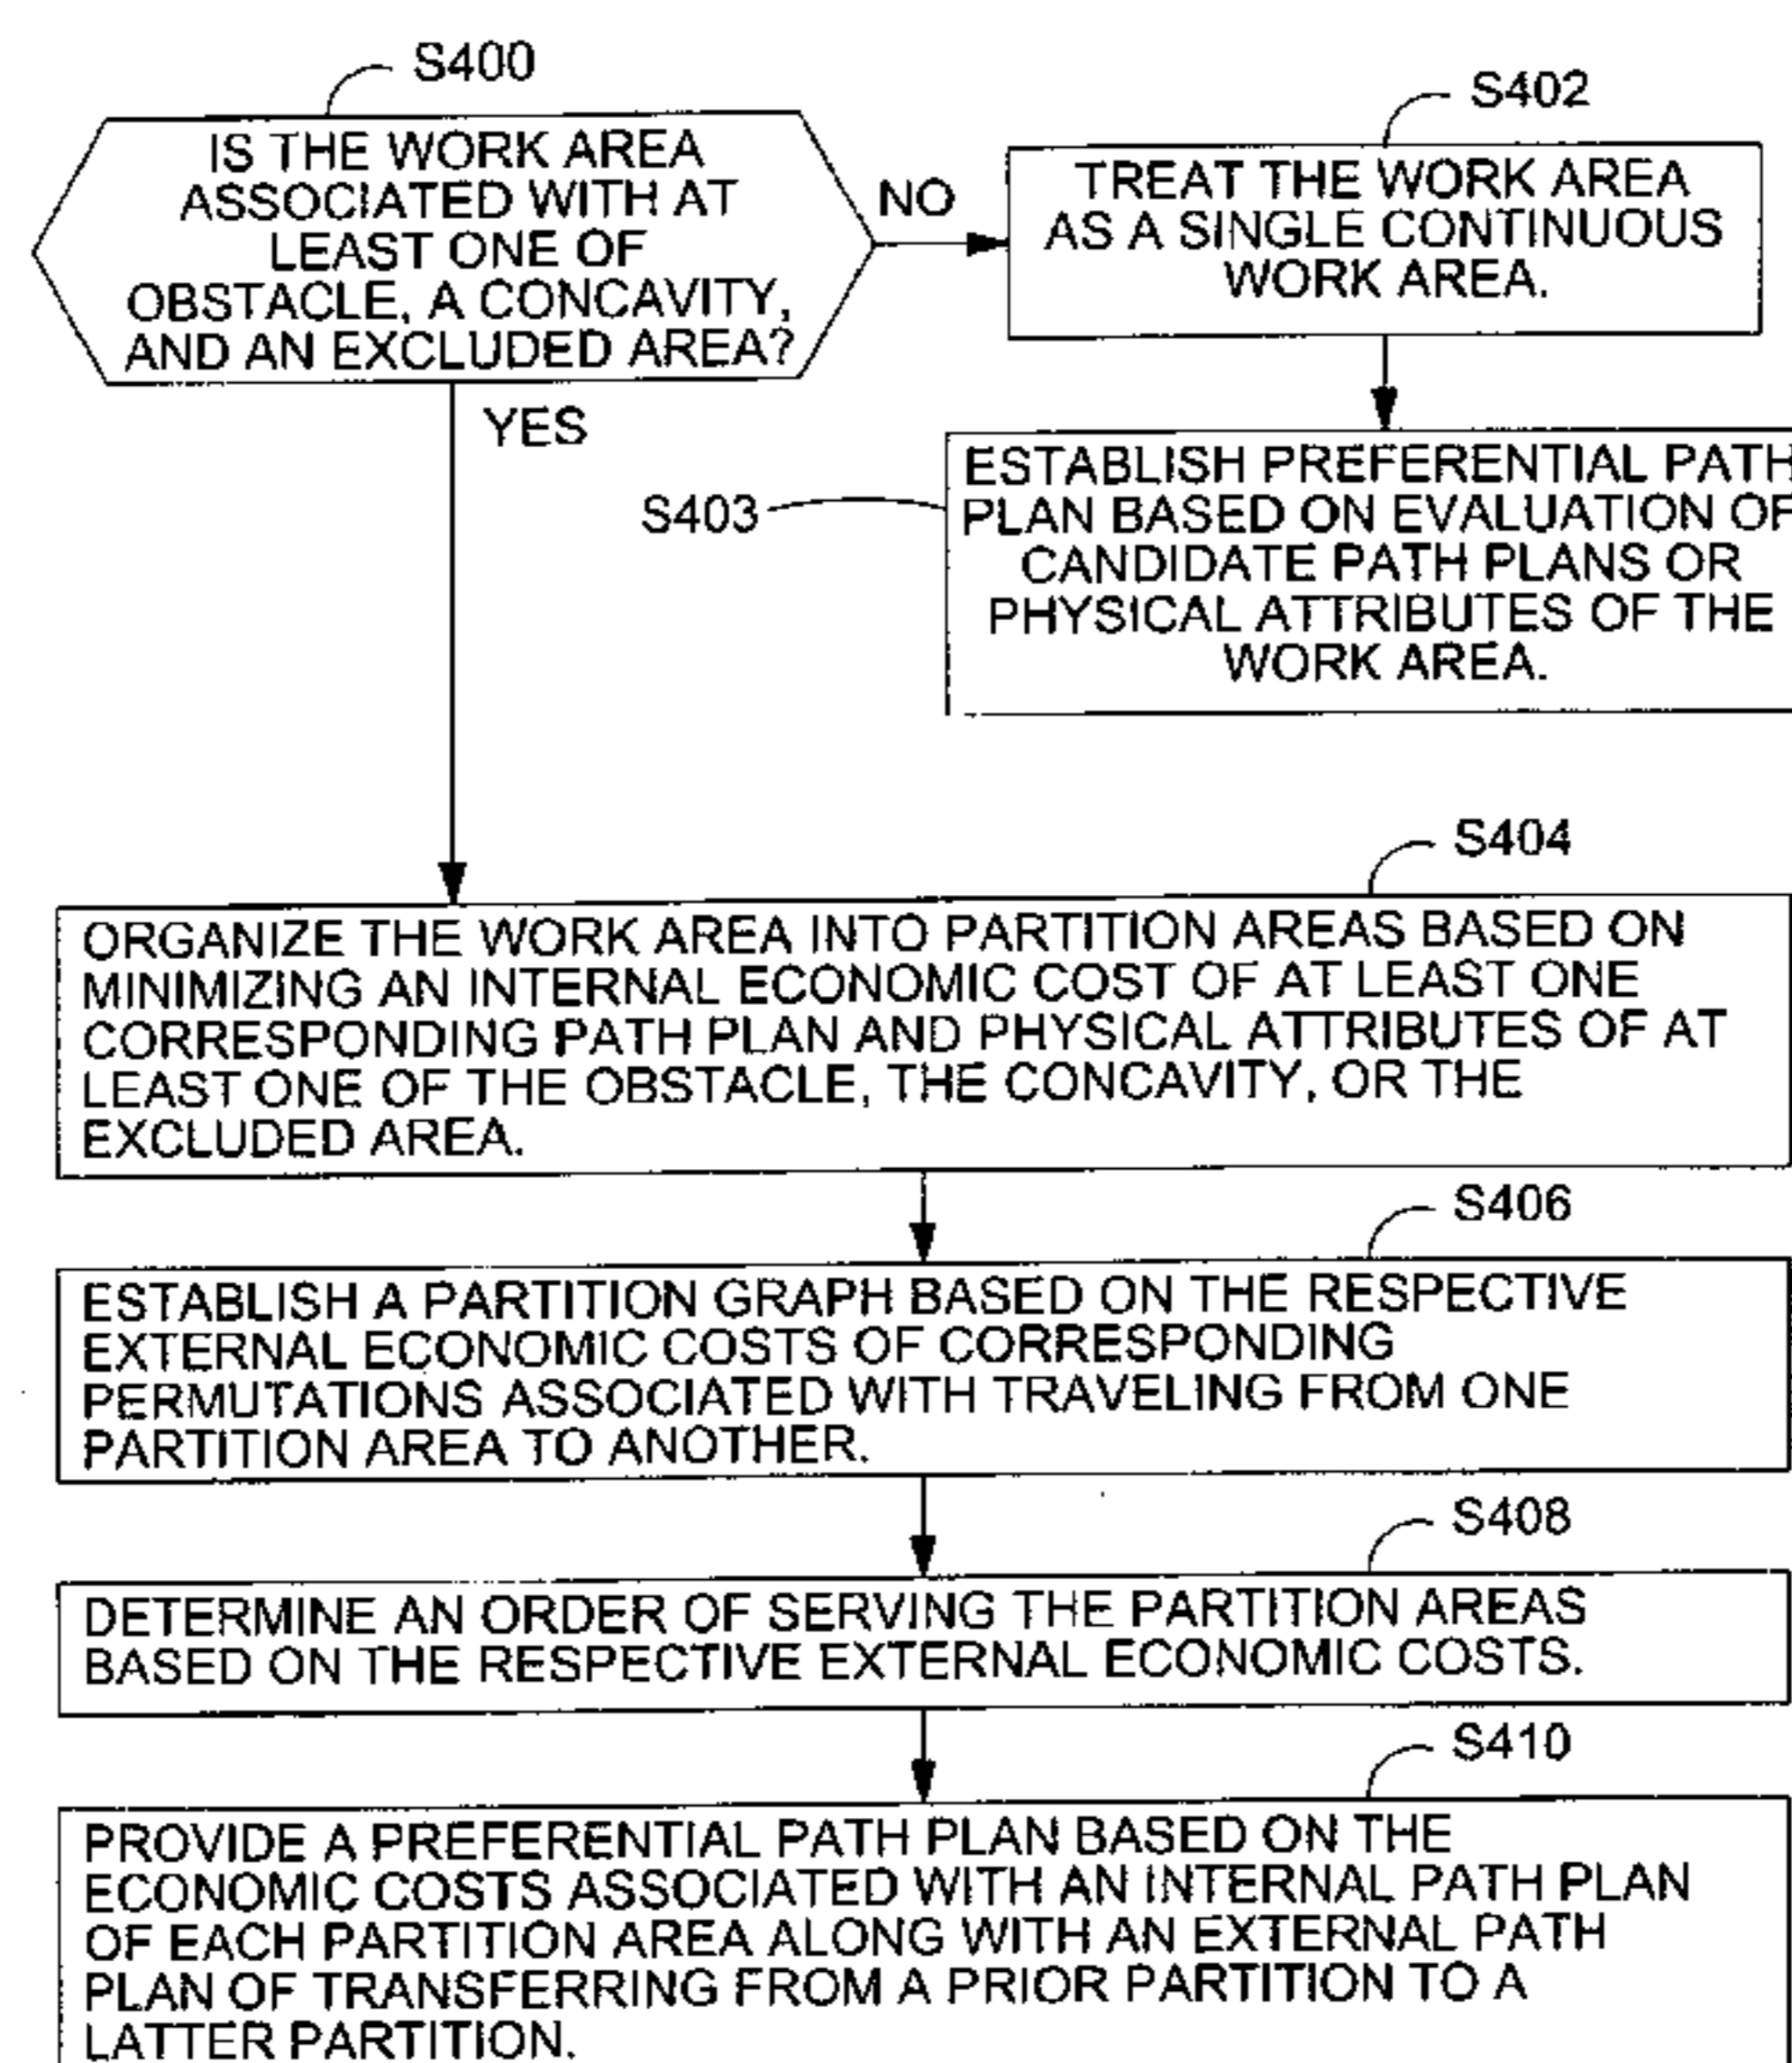 S400
IS THE WORK AREA
ASSOCIATED WITH AT
LEAST ONE OF
OBSTACLE, A CONCAVITY,
AND AN EXCLUDED AREA?
NO
YES
S402
TREAT THE WORK AREA
AS A SINGLE CONTINUOUS
WORK AREA.
S403
ESTABLISH PREFERENTIAL PATH
PLAN BASED ON EVALUATION OF
CANDIDATE PATH PLANS OR
PHYSICAL ATTRIBUTES OF THE
WORK AREA.
S404
ORGANIZE THE WORK AREA INTO PARTITION AREAS BASED ON
MINIMIZING AN INTERNAL ECONOMIC COST OF AT LEAST ONE
CORRESPONDING PATH PLAN AND PHYSICAL ATTRIBUTES OF AT
LEAST ONE OF THE OBSTACLE, THE CONCAVITY, OR THE
EXCLUDED AREA.
S406
ESTABLISH A PARTITION GRAPH BASED ON THE RESPECTIVE
EXTERNAL ECONOMIC COSTS OF CORRESPONDING
PERMUTATIONS ASSOCIATED WITH TRAVELING FROM ONE
PARTITION AREA TO ANOTHER.
S408
DETERMINE AN ORDER OF SERVING THE PARTITION AREAS
BASED ON THE RESPECTIVE EXTERNAL ECONOMIC COSTS.
S410
PROVIDE A PREFERENTIAL PATH PLAN BASED ON THE
ECONOMIC COSTS ASSOCIATED WITH AN INTERNAL PATH PLAN
OF EACH PARTITION AREA ALONG WITH AN EXTERNAL PATH
PLAN OF TRANSFERRING FROM A PRIOR PARTITION TO A
LATTER PARTITION.